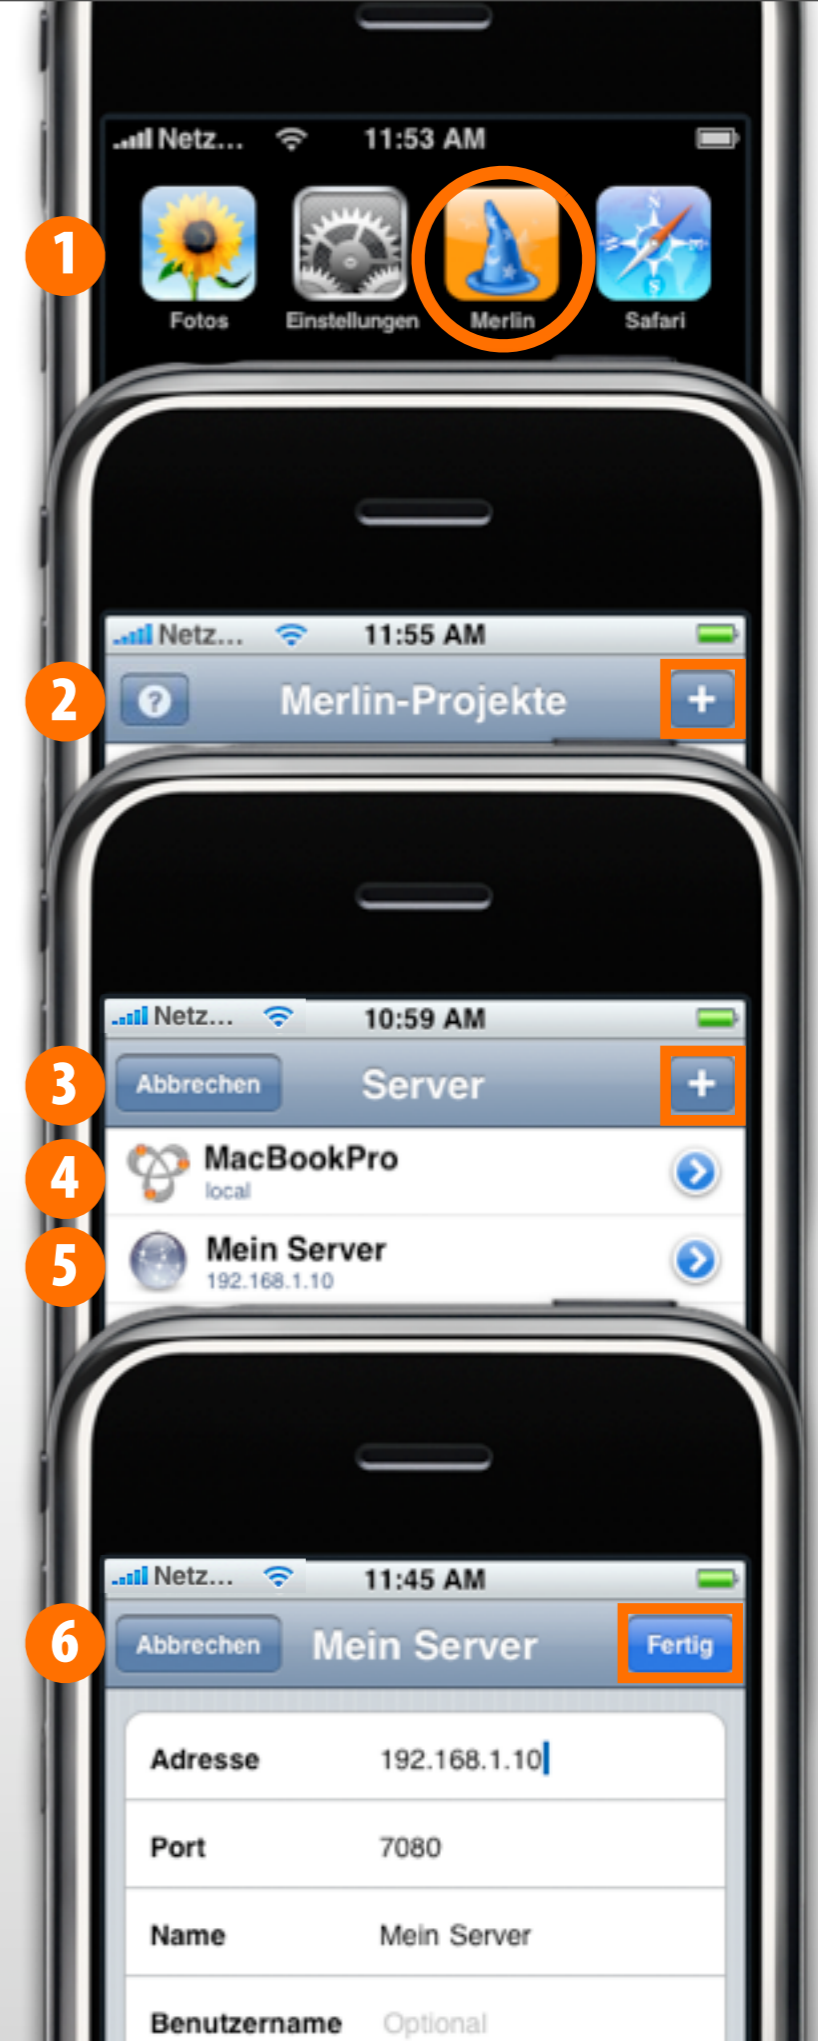 Netz... 11:53 AM
1
Fotos Einstellungen Merlin Safari
Netz... 11:55 AM
2 ? Merlin-Projekte +
Netz... 10:59 AM
3 Abbrechen Server +
4 MacBookPro
local
5 Mein Server
192.168.1.10
Netz... 11:45 AM
6 Abbrechen Mein Server Fertig
Adresse 192.168.1.10
Port 7080
Name Mein Server
Benutzername Optional